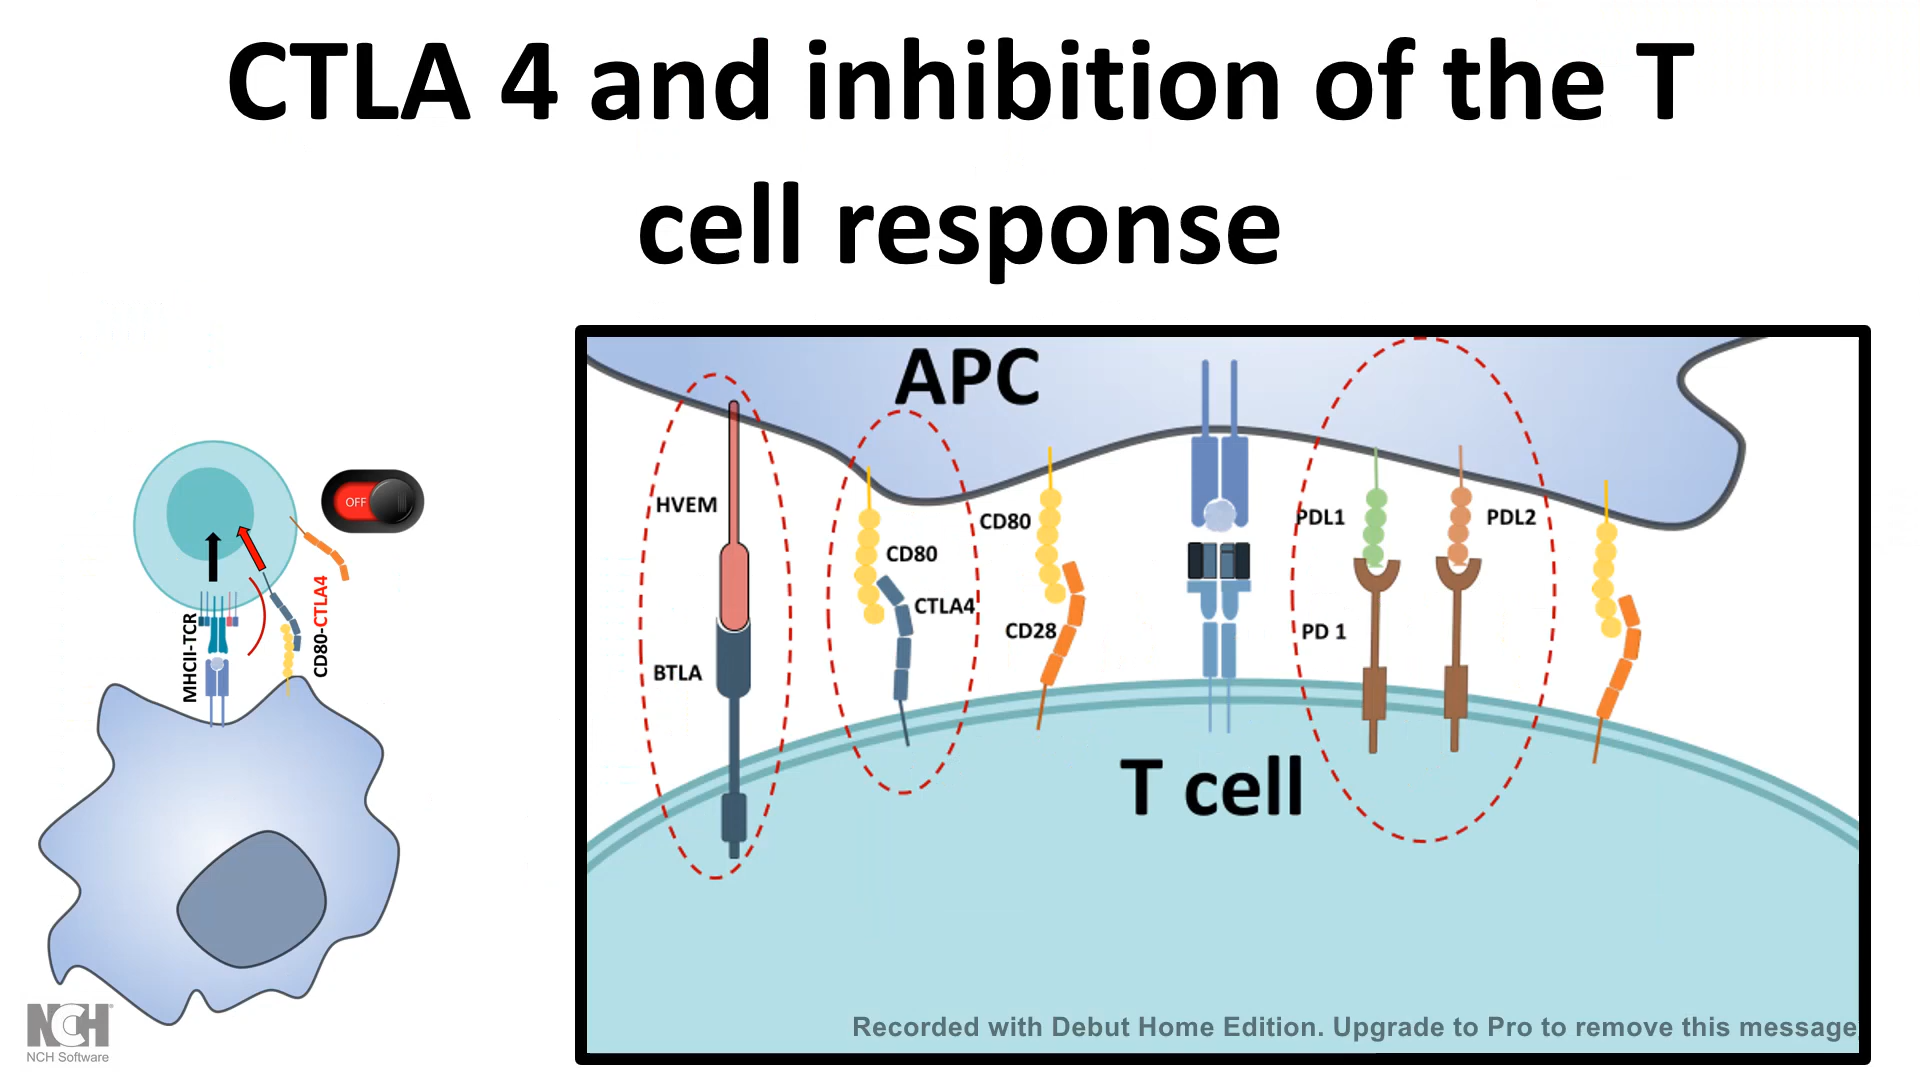 CTLA 4 and inhibition of the T
cell response
OFF
MHCII-TCR
CD80-CTLA4
APC
HVEM
CD80
CD80
PDL1
PDL2
CTLA4
CD28
PD 1
BTLA
T cell
Recorded with Debut Home Edition. Upgrade to Pro to remove this message
NCH
NCH Software